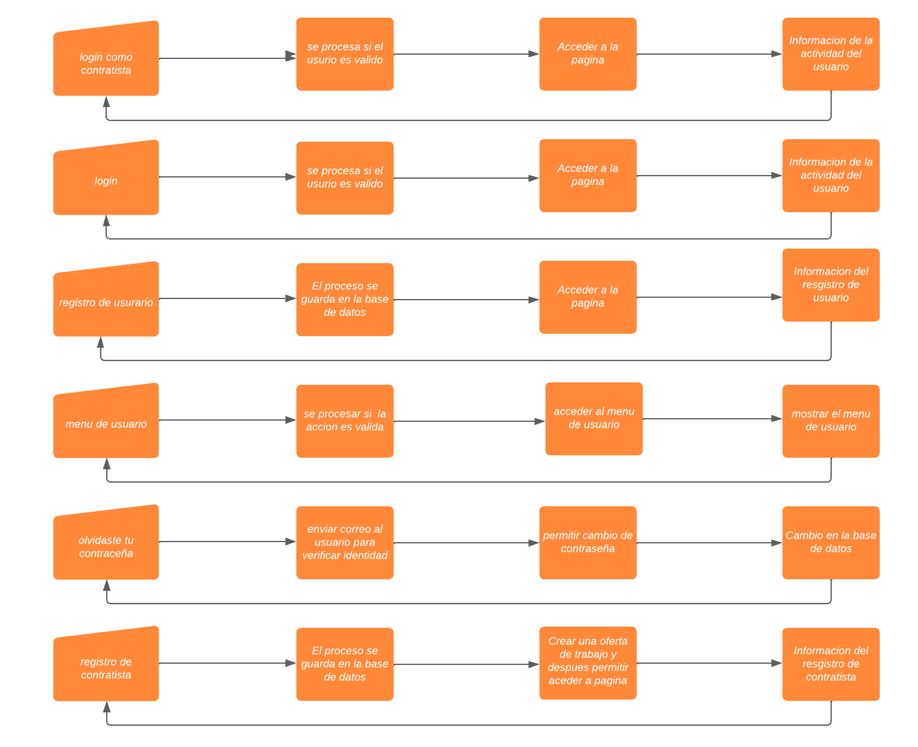 login como
contratista
se procesa si el
usurio es valido
Acceder a la
pagina
Informacion de la
actividad del
usuario
login
se procesa si el
usurio es valido
Acceder a la
pagina
Informacion de la
actividad del
usuario
registro de usurario
El proceso se
guarda en la base
de datos
Acceder a la
pagina
Informacion del
resgistro de
usuario
menu de usuario
se procesar si la
accion es valida
acceder al menu
de usuario
mostrar el menu
de usuario
olvidaste tu
contraceña
enviar correo al
usuario para
verificar identidad
permitir cambio de
contraseña
Cambio en la base
de datos
registro de
contratista
El proceso se
guarda en la base
de datos
Crear una oferta
de trabajo y
despues permitir
aceder a pagina
Informacion del
resgistro de
contratista